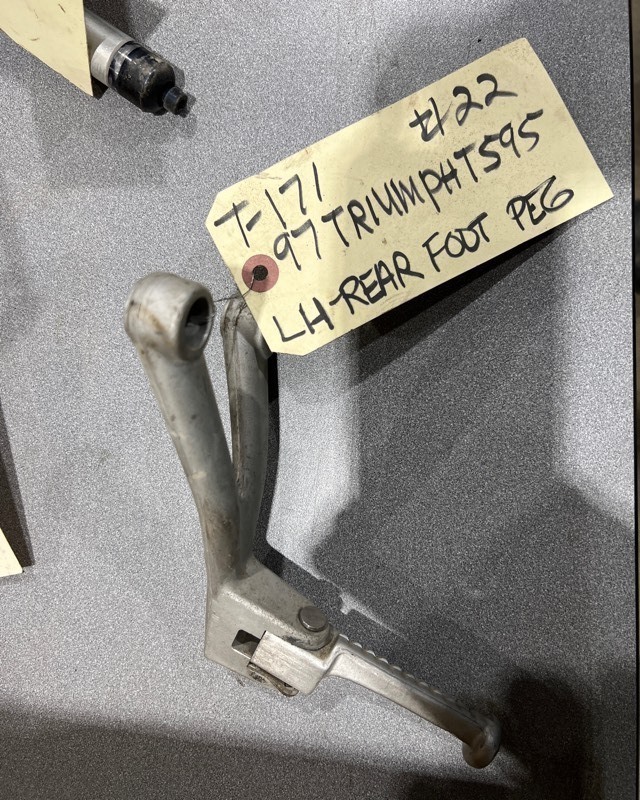 #22
T-171
97 TRIUMPH T595
LH-REAR FOOT PEG